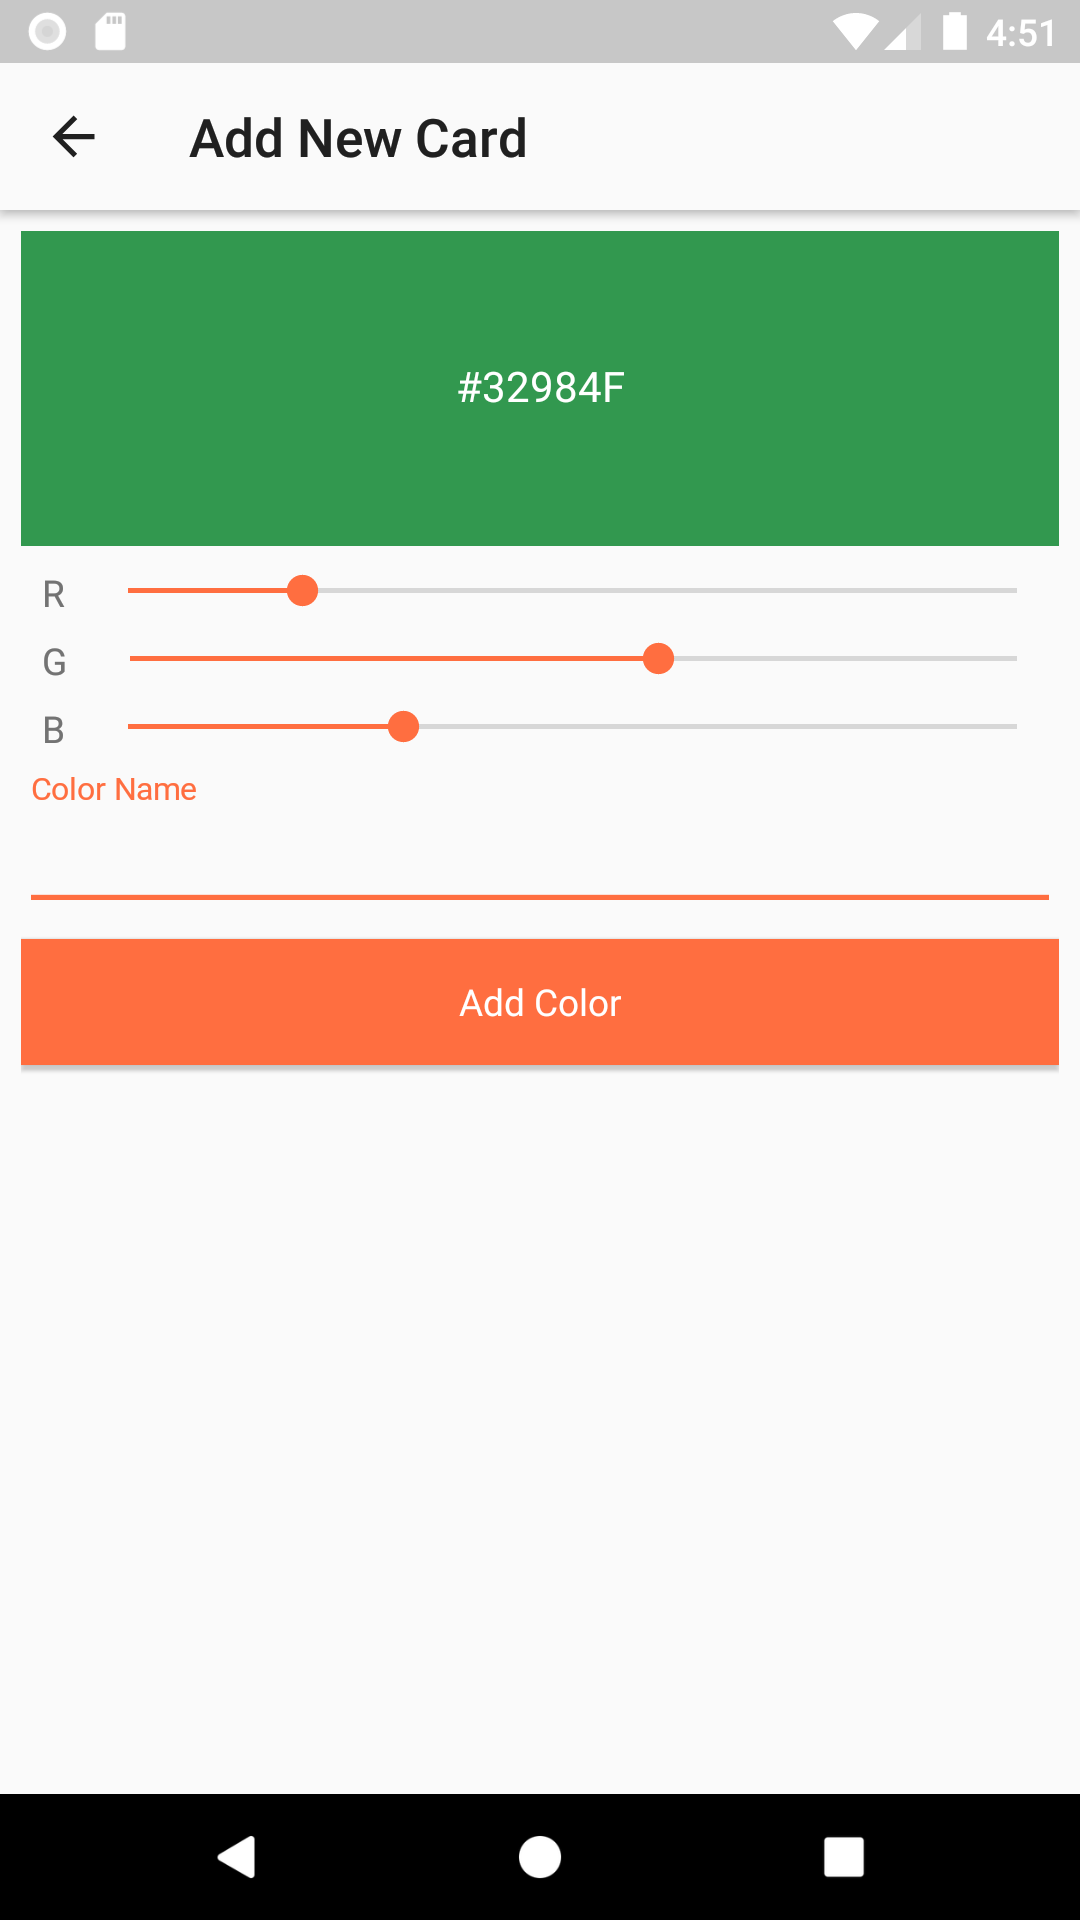 4:51
Add New Card
#32984F
R
G
B
Color Name
Add Color